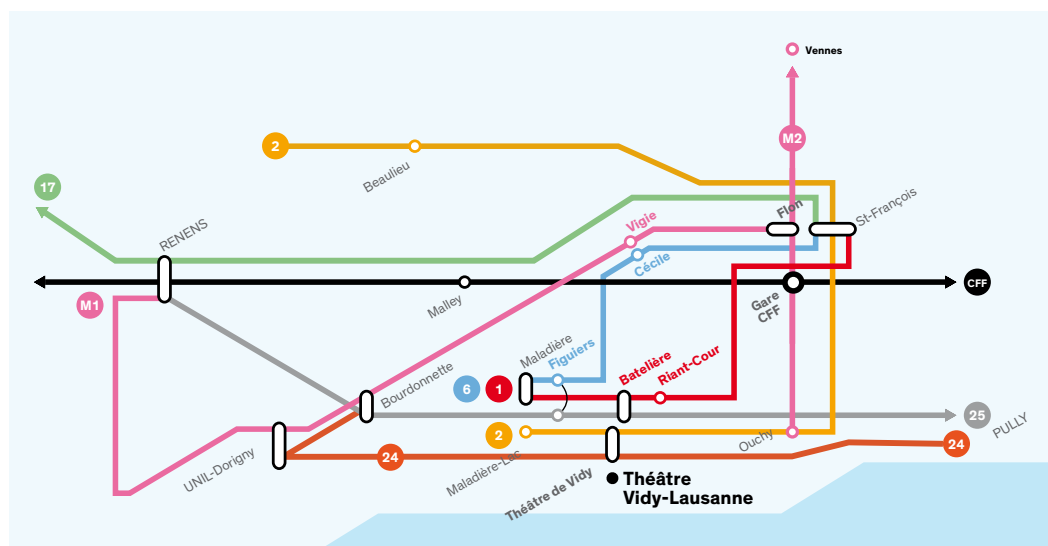 Vennes
M2
2
Beaulieu
17
RENENS
Vigie
Flon
St-François
Cécile
M1
Malley
Gare
CFF
CFF
Maladière
Figuiers
Batelière
Riant-Cour
Bourdonnette
6
1
2
25
PULLY
UNIL-Dorigny
24
Maladière-Lac
Ouchy
24
Théâtre de Vidy
Théâtre
Vidy-Lausanne